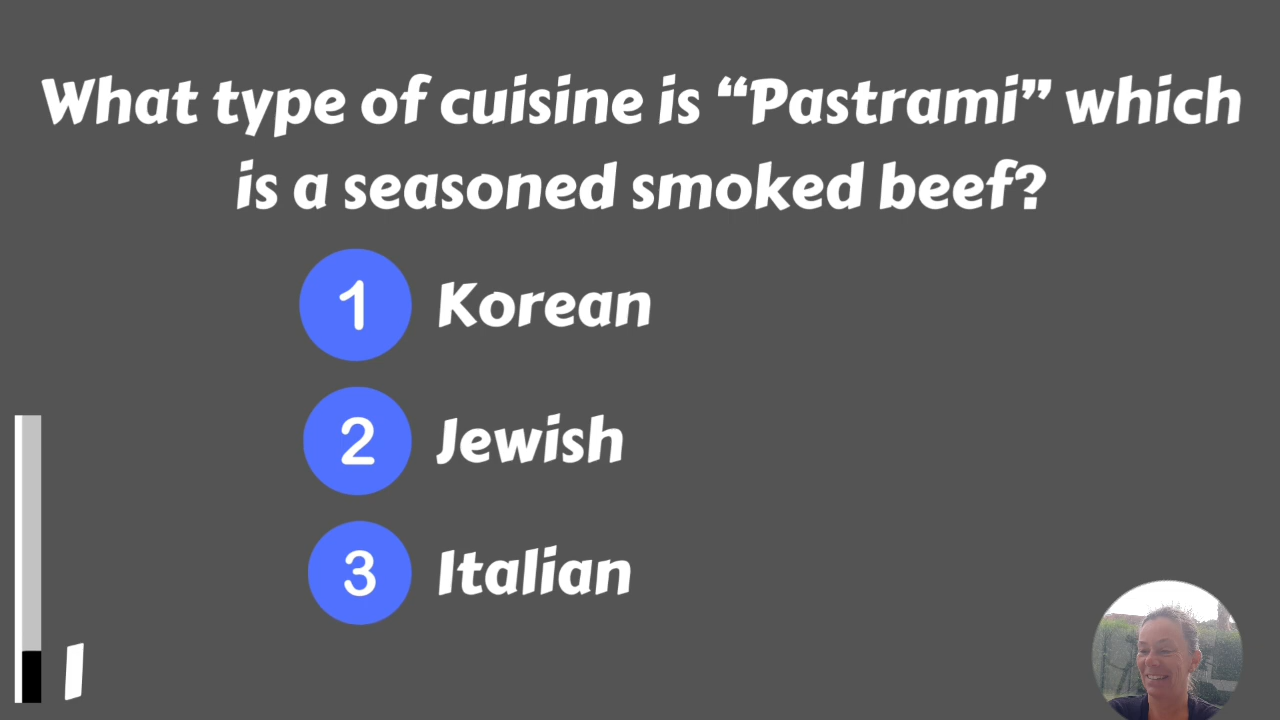 What type of cuisine is “Pastrami” which
is a seasoned smoked beef?
1 Korean
2 Jewish
3 Italian
1